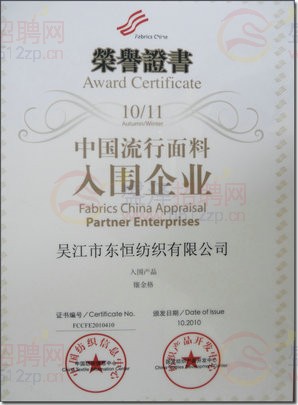 Fabrics China
榮譽證書
Award Certificate
10/11
Autumn/Winter
中国流行面料
入围企业
Fabrics China Appraisal
Partner Enterprises
吴江市东恒纺织有限公司
入围产品
镶金格
证书编号/Certificate No.
FCCFE2010410
颁发日期/Date of Issue
10.2010